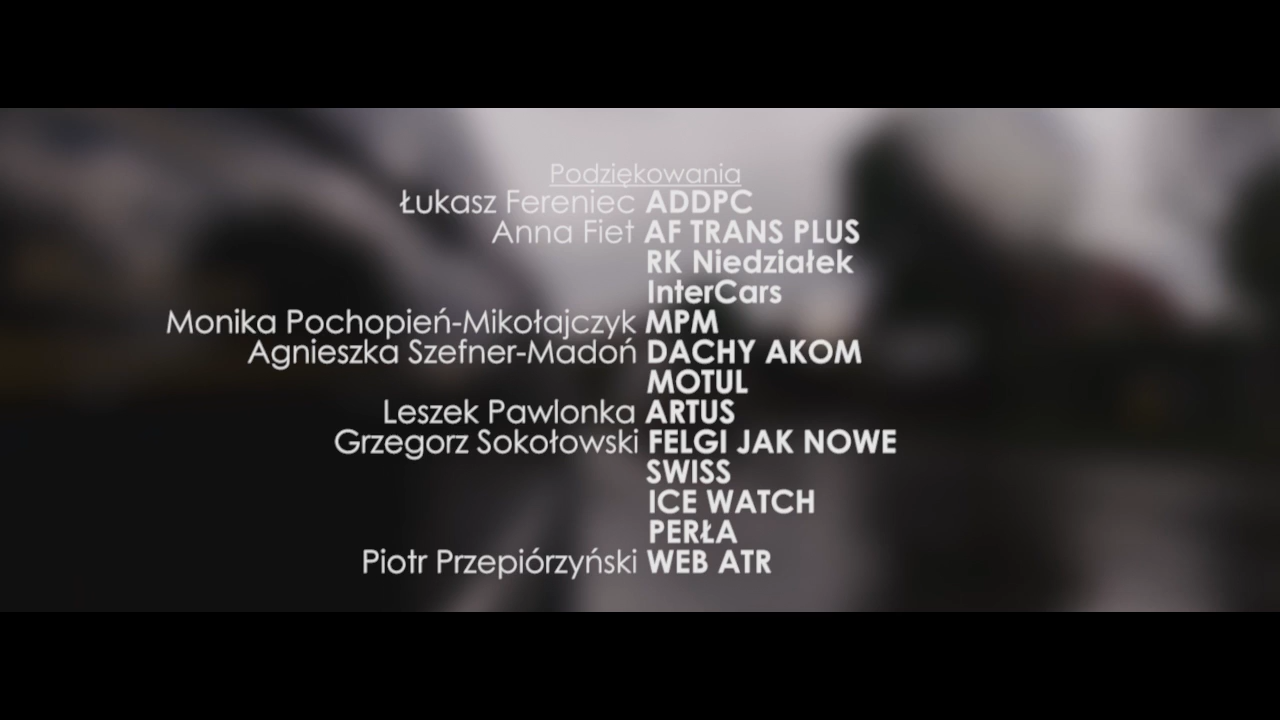 Podziękowania
Łukasz Fereniec ADDPC
Anna Fiet AF TRANS PLUS
RK Niedziałek
InterCars
Monika Pochopień-Mikołajczyk MPM
Agnieszka Szefner-Madoń DACHY AKOM
MOTUL
Leszek Pawlonka ARTUS
Grzegorz Sokołowski FELGI JAK NOWE
SWISS
ICE WATCH
PERŁA
Piotr Przepiórzyński WEB ATR